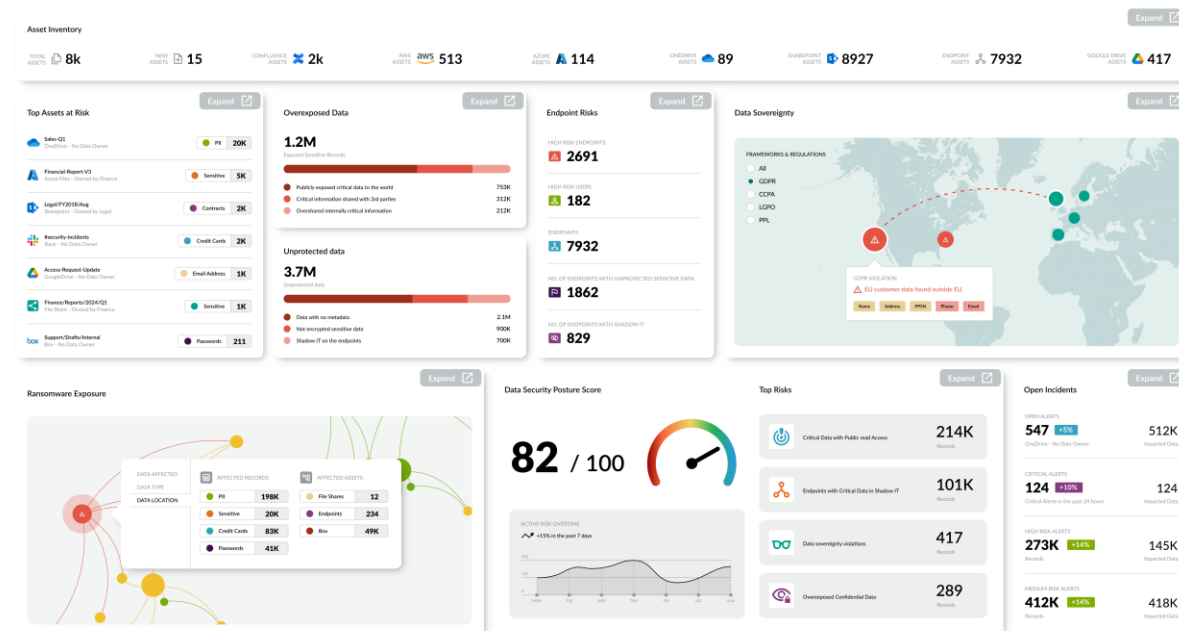 Expand
Asset Inventory
TOTAL ASSETS 8k
NEW ASSETS 15
CONFLUENCE ASSETS 2k
AWS ASSETS aws 513
AZURE ASSETS 114
ONEDRIVE ASSETS 89
SHAREPOINT ASSETS 8927
ENDPOINT ASSETS 7932
GOOGLE DRIVE ASSETS 417
Expand
Top Assets at Risk
Sales-Q1
OneDrive - No Data Owner
PII 20K
Financial-Report-V3
Azure Files - Owned by Finance
Sensitive 5K
Legal/FY2018/Aug
Sharepoint - Owned by Legal
Contracts 2K
#security-incidents
Slack - No Data Owner
Credit Cards 2K
Access-Request-Update
GoogleDrive - No Data Owner
Email Address 1K
Finance/Reports/2024/Q1
File Share - Owned by Finance
Sensitive 1K
box
Support/Drafts/Internal
Box - No Data Owner
Passwords 211
Expand
Overexposed Data
1.2M
Exposed Sensitive Records
Publicly exposed critical data to the world 753K
Critical information shared with 3rd parties 312K
Overshared internally critical information 212K
Unprotected data
3.7M
Unprotected data
Data with no metadata 2.1M
Not encrypted sensitive data 900K
Shadow IT on the endpoints 700K
Expand
Endpoint Risks
HIGH RISK ENDPOINTS
2691
HIGH RISK USERS
182
ENDPOINTS
7932
NO. OF ENDPOINTS WITH UNPROTECTED SENSITIVE DATA
1862
NO. OF ENDPOINTS WITH SHADOW IT
829
Expand
Data Sovereignty
FRAMEWORKS & REGULATIONS
All
GDPR
CCPA
LGPO
PPL
GDPR VIOLATION
EU customer data found outside EU
Name Address PPSN Phone Email
Expand
Ransomware Exposure
DATA AFFECTED
DATA TYPE
DATA LOCATION
AFFECTED RECORDS
PII 198K
Sensitive 20K
Credit Cards 83K
Passwords 41K
AFFECTED ASSETS
File Shares 12
Endpoints 234
Box 49K
Data Security Posture Score
82 / 100
ACTIVE RISK OVERTIME
+15% in the past 7 days
MON TUE WED THU FRI SAT SUN
Expand
Top Risks
Critical Data with Public read Access
214K
Records
Endpoints with Critical Data in Shadow IT
101K
Records
Data sovereignty violations
417
Records
Overexposed Confidential Data
289
Records
Expand
Open Incidents
OPEN ALERTS
547 +5% 512K
OneDrive - No Data Owner Impacted Data
CRITICAL ALERTS
124 +10% 124
Critical Alerts in the past 24 hours Impacted Data
HIGH RISK ALERTS
273K +14% 145K
Records Impacted Data
MEDIUM RISK ALERTS
412K +14% 418K
Records Impacted Data